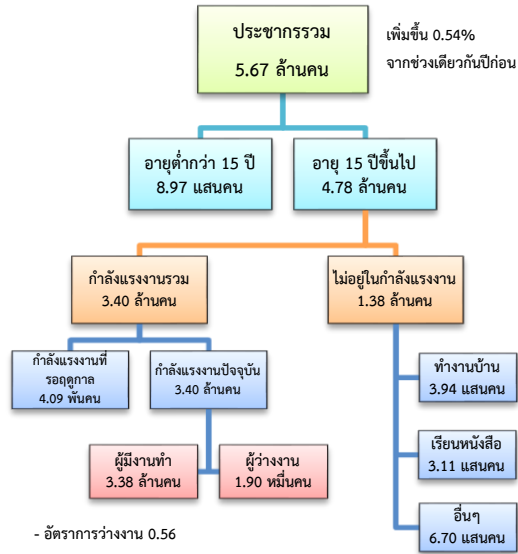 ประชากรรวม
5.67 ล้านคน
เพิ่มขึ้น 0.54%
จากช่วงเดียวกันปีก่อน
อายุต่ำกว่า 15 ปี
8.97 แสนคน
อายุ 15 ปีขึ้นไป
4.78 ล้านคน
กำลังแรงงานรวม
3.40 ล้านคน
ไม่อยู่ในกำลังแรงงาน
1.38 ล้านคน
กำลังแรงงานที่
รอฤดูกาล
4.09 พันคน
กำลังแรงงานปัจจุบัน
3.40 ล้านคน
ทำงานบ้าน
3.94 แสนคน
เรียนหนังสือ
3.11 แสนคน
ผู้มีงานทำ
3.38 ล้านคน
ผู้ว่างงาน
1.90 หมื่นคน
อื่นๆ
6.70 แสนคน
- อัตราการว่างงาน 0.56